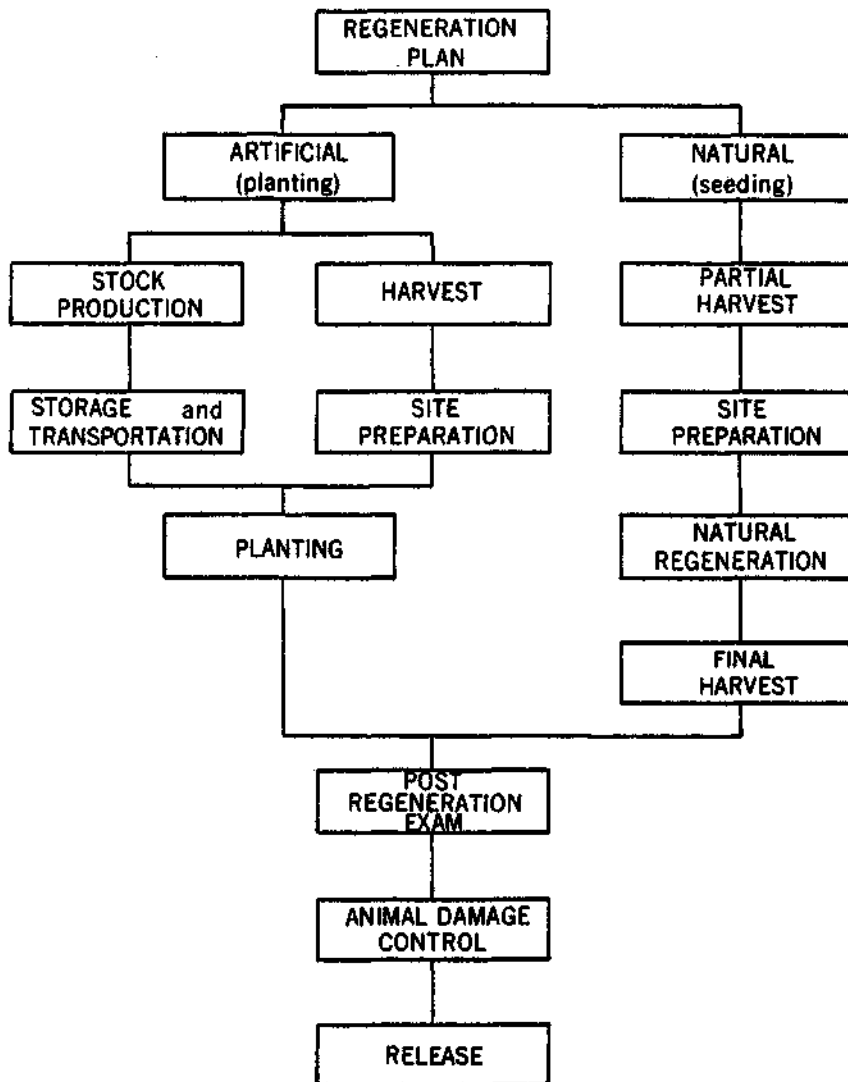 REGENERATION
PLAN
ARTIFICIAL
(planting)
NATURAL
(seeding)
STOCK
PRODUCTION
HARVEST
PARTIAL
HARVEST
STORAGE and
TRANSPORTATION
SITE
PREPARATION
SITE
PREPARATION
PLANTING
NATURAL
REGENERATION
FINAL
HARVEST
POST
REGENERATION
EXAM
ANIMAL DAMAGE
CONTROL
RELEASE